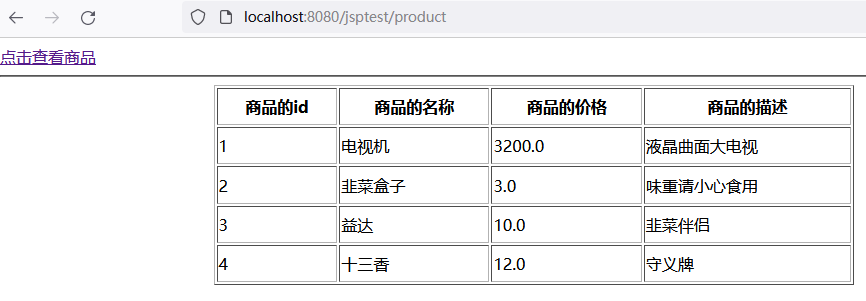 localhost:8080/jsptest/product
点击查看商品
商品的id 商品的名称 商品的价格 商品的描述
1 电视机 3200.0 液晶曲面大电视
2 韭菜盒子 3.0 味重请小心食用
3 益达 10.0 韭菜伴侣
4 十三香 12.0 守义牌